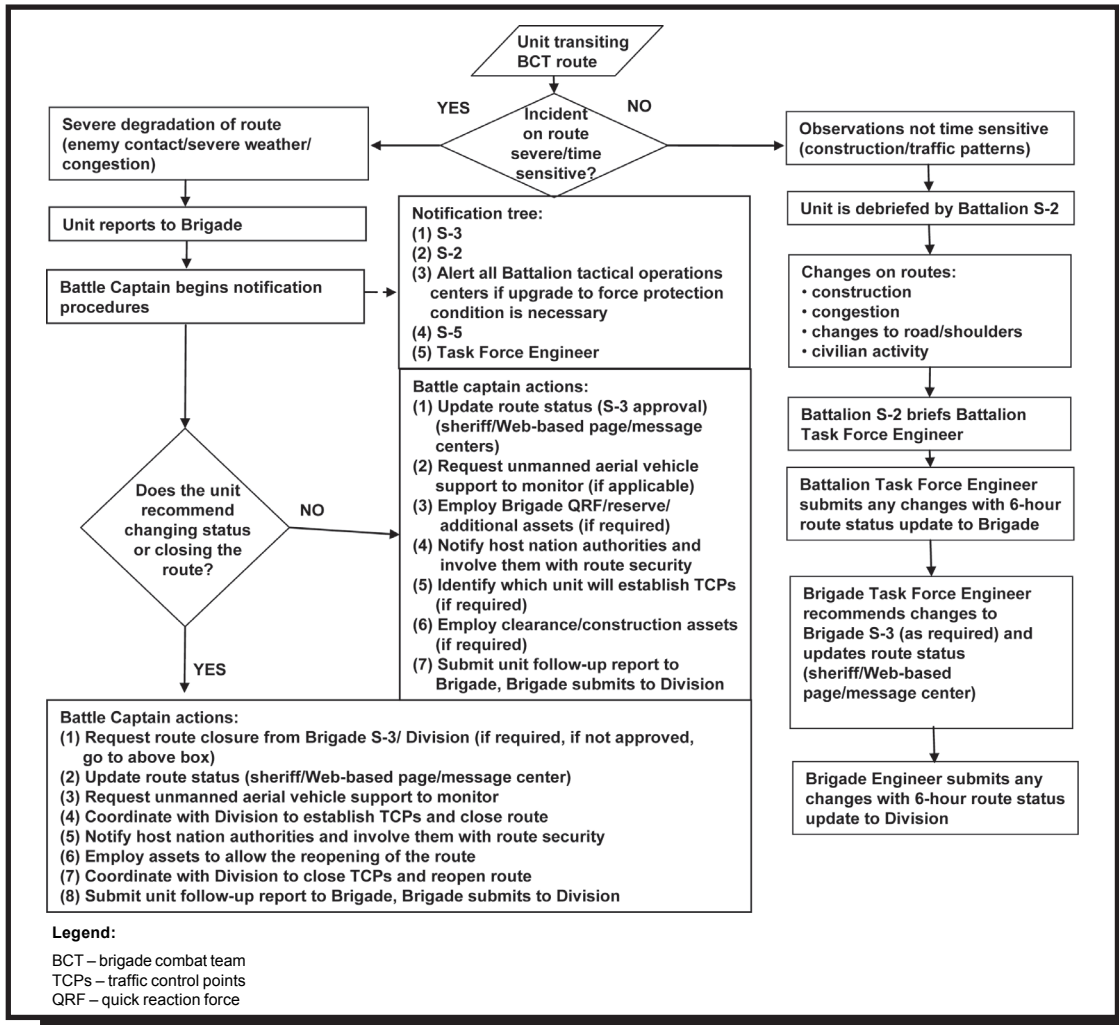 Unit transiting
BCT route
YES
NO
Incident
on route
severe/time
sensitive?
Severe degradation of route
(enemy contact/severe weather/
congestion)
Unit reports to Brigade
Battle Captain begins notification
procedures
Notification tree:
(1) S-3
(2) S-2
(3) Alert all Battalion tactical operations
centers if upgrade to force protection
condition is necessary
(4) S-5
(5) Task Force Engineer
Does the unit
recommend
changing status
or closing the
route?
NO
YES
Battle captain actions:
(1) Update route status (S-3 approval)
(sheriff/Web-based page/message
centers)
(2) Request unmanned aerial vehicle
support to monitor (if applicable)
(3) Employ Brigade QRF/reserve/
additional assets (if required)
(4) Notify host nation authorities and
involve them with route security
(5) Identify which unit will establish TCPs
(if required)
(6) Employ clearance/construction assets
(if required)
(7) Submit unit follow-up report to
Brigade, Brigade submits to Division
Battle Captain actions:
(1) Request route closure from Brigade S-3/ Division (if required, if not approved,
go to above box)
(2) Update route status (sheriff/Web-based page/message center)
(3) Request unmanned aerial vehicle support to monitor
(4) Coordinate with Division to establish TCPs and close route
(5) Notify host nation authorities and involve them with route security
(6) Employ assets to allow the reopening of the route
(7) Coordinate with Division to close TCPs and reopen route
(8) Submit unit follow-up report to Brigade, Brigade submits to Division
Observations not time sensitive
(construction/traffic patterns)
Unit is debriefed by Battalion S-2
Changes on routes:
• construction
• congestion
• changes to road/shoulders
• civilian activity
Battalion S-2 briefs Battalion
Task Force Engineer
Battalion Task Force Engineer
submits any changes with 6-hour
route status update to Brigade
Brigade Task Force Engineer
recommends changes to
Brigade S-3 (as required) and
updates route status
(sheriff/Web-based
page/message center)
Brigade Engineer submits any
changes with 6-hour route status
update to Division
Legend:
BCT – brigade combat team
TCPs – traffic control points
QRF – quick reaction force